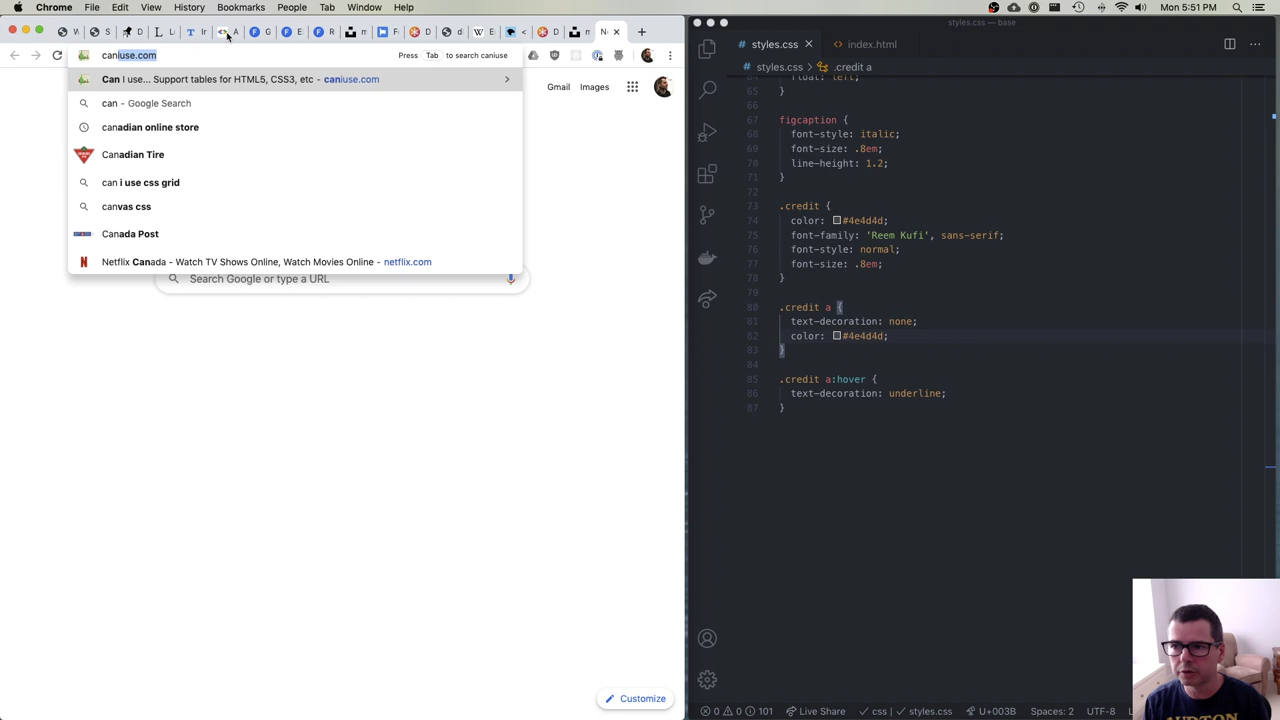 Chrome File Edit View History Bookmarks People Tab Window Help
Mon 5:51 PM
caniuse.com
Press Tab to search caniuse
Can I use... Support tables for HTML5, CSS3, etc - caniuse.com
can - Google Search
canadian online store
Canadian Tire
can i use css grid
canvas css
Canada Post
Netflix Canada - Watch TV Shows Online, Watch Movies Online - netflix.com
Gmail Images
Search Google or type a URL
Customize
styles.css — base
styles.css index.html
styles.css > .credit a
64 float: left;
65 }
66
67 figcaption {
68 font-style: italic;
69 font-size: .8em;
70 line-height: 1.2;
71 }
72
73 .credit {
74 color: #4e4d4d;
75 font-family: 'Reem Kufi', sans-serif;
76 font-style: normal;
77 font-size: .8em;
78 }
79
80 .credit a {
81 text-decoration: none;
82 color: #4e4d4d;
83 }
84
85 .credit a:hover {
86 text-decoration: underline;
87 }
0 0 101 Live Share css | styles.css U+003B Spaces: 2 UTF-8